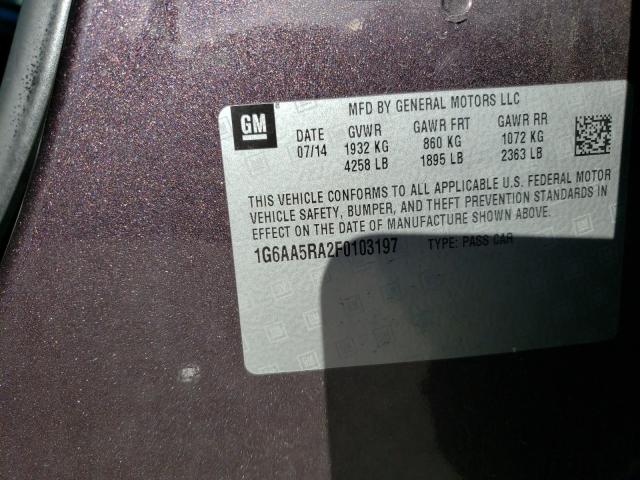 GM
MFD BY GENERAL MOTORS LLC
DATE GVWR GAWR FRT GAWR RR
07/14 1932 KG 860 KG 1072 KG
4258 LB 1895 LB 2363 LB
THIS VEHICLE CONFORMS TO ALL APPLICABLE U.S. FEDERAL MOTOR
VEHICLE SAFETY, BUMPER, AND THEFT PREVENTION STANDARDS IN
EFFECT ON THE DATE OF MANUFACTURE SHOWN ABOVE.
1G6AA5RA2F0103197 TYPE: PASS CAR